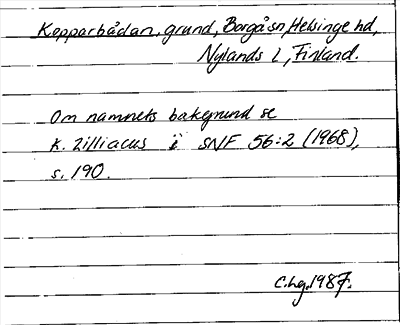 Kopparbådan, grund, Borgå sn, Helsinge hd,
Nylands l, Finland.
Om namnets bakgrund se
K. Zilliacus i SNF 56:2 (1968),
s. 190.
C. Lg. 1987.